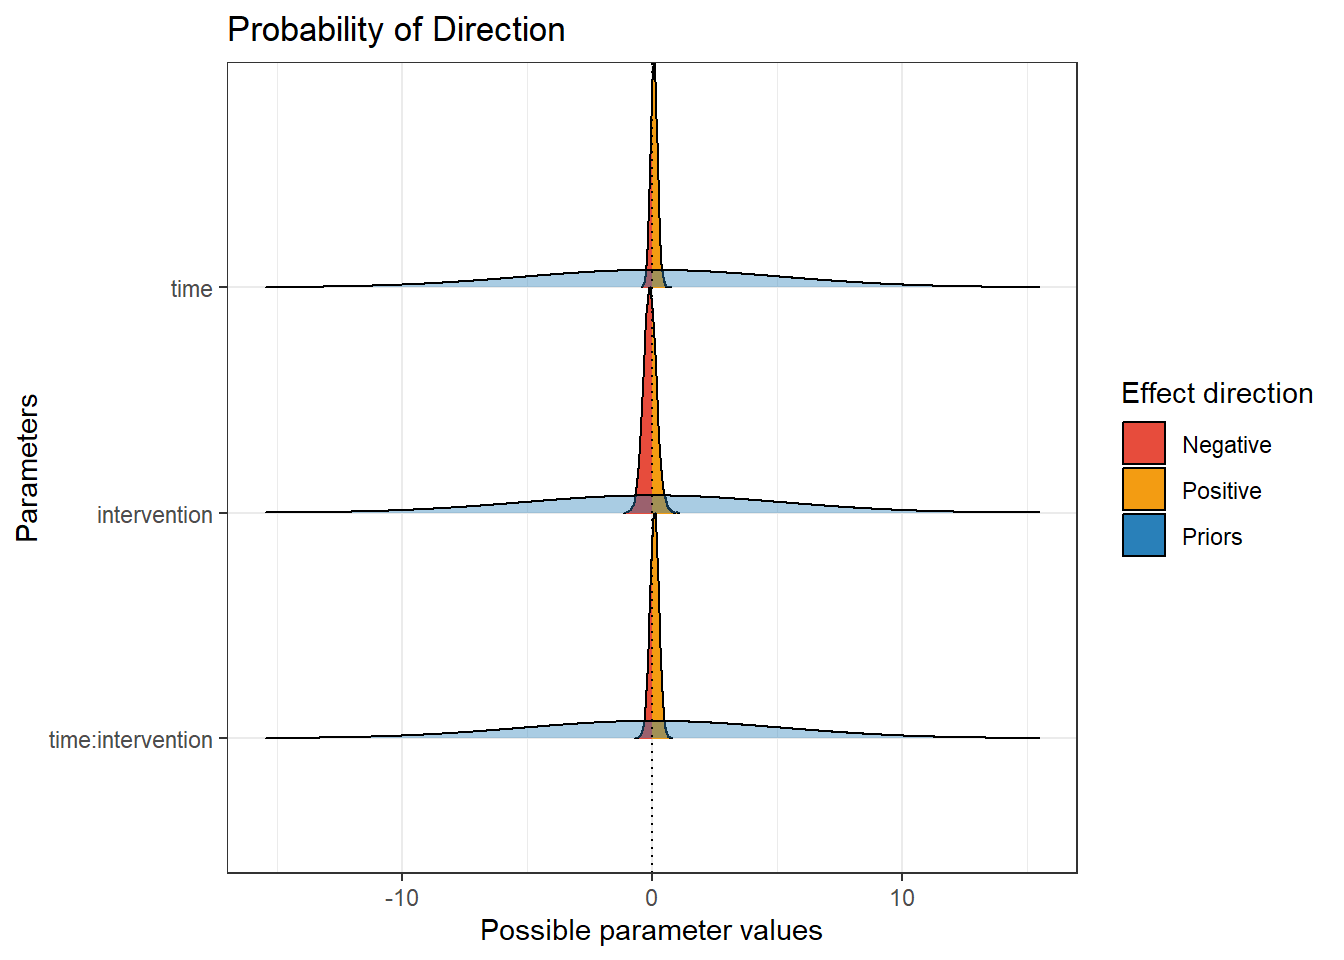 Probability of Direction
time
intervention
time:intervention
Parameters
-10
0
10
Possible parameter values
Effect direction
Negative
Positive
Priors